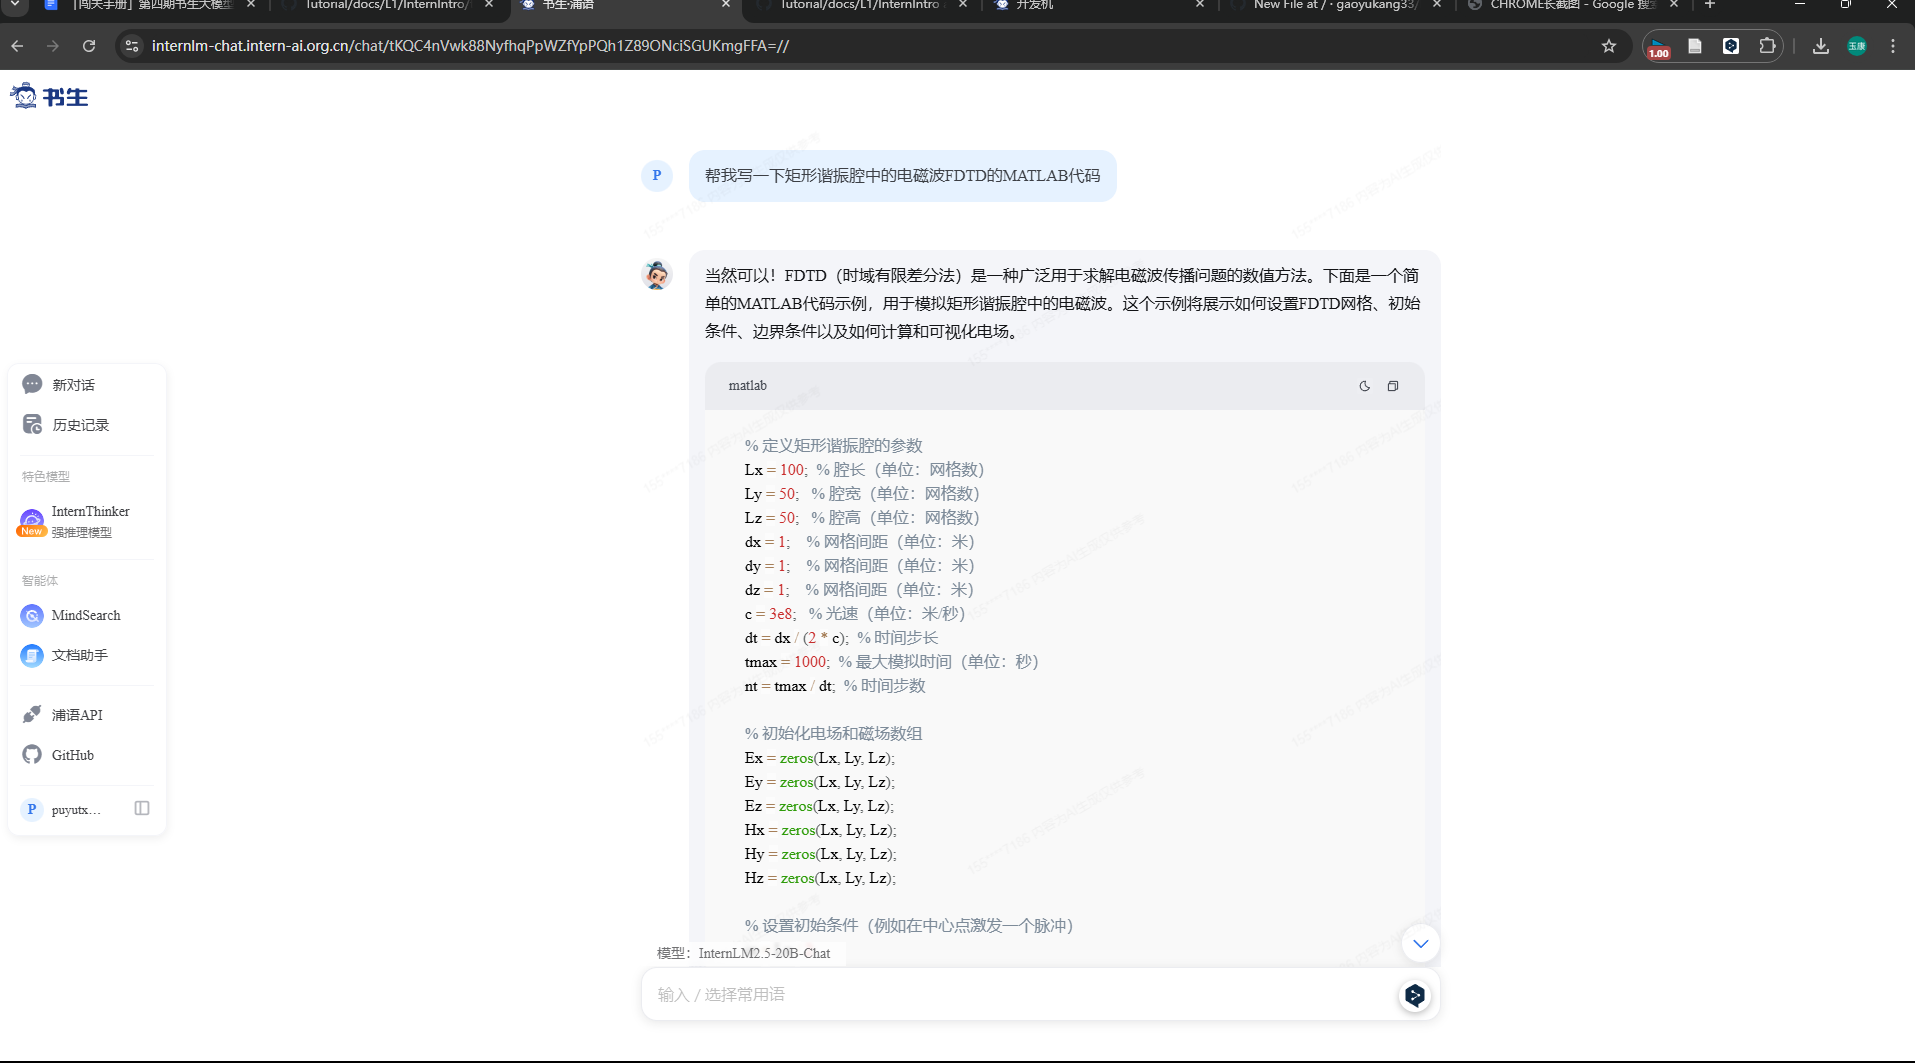 「闯关手册」第四期书生大模型
Tutorial/docs/L1/InternIntro/
书生·浦语
Tutorial/docs/L1/InternIntro
开发机
New File at / · gaoyukang33/
CHROME长截图 - Google 搜索
internlm-chat.intern-ai.org.cn/chat/tKQC4nVwk88NyfhqPpWZfYpPQh1Z89ONciSGUKmgFFA=//
1.00
玉康
书生
P
帮我写一下矩形谐振腔中的电磁波FDTD的MATLAB代码
当然可以！FDTD（时域有限差分法）是一种广泛用于求解电磁波传播问题的数值方法。下面是一个简
单的MATLAB代码示例，用于模拟矩形谐振腔中的电磁波。这个示例将展示如何设置FDTD网格、初始
条件、边界条件以及如何计算和可视化电场。
matlab
% 定义矩形谐振腔的参数
Lx = 100; % 腔长（单位：网格数）
Ly = 50; % 腔宽（单位：网格数）
Lz = 50; % 腔高（单位：网格数）
dx = 1; % 网格间距（单位：米）
dy = 1; % 网格间距（单位：米）
dz = 1; % 网格间距（单位：米）
c = 3e8; % 光速（单位：米/秒）
dt = dx / (2 * c); % 时间步长
tmax = 1000; % 最大模拟时间（单位：秒）
nt = tmax / dt; % 时间步数
% 初始化电场和磁场数组
Ex = zeros(Lx, Ly, Lz);
Ey = zeros(Lx, Ly, Lz);
Ez = zeros(Lx, Ly, Lz);
Hx = zeros(Lx, Ly, Lz);
Hy = zeros(Lx, Ly, Lz);
Hz = zeros(Lx, Ly, Lz);
% 设置初始条件（例如在中心点激发一个脉冲）
模型：InternLM2.5-20B-Chat
输入 / 选择常用语
新对话
历史记录
特色模型
InternThinker
New
强推理模型
智能体
MindSearch
文档助手
浦语API
GitHub
P
puyutx…